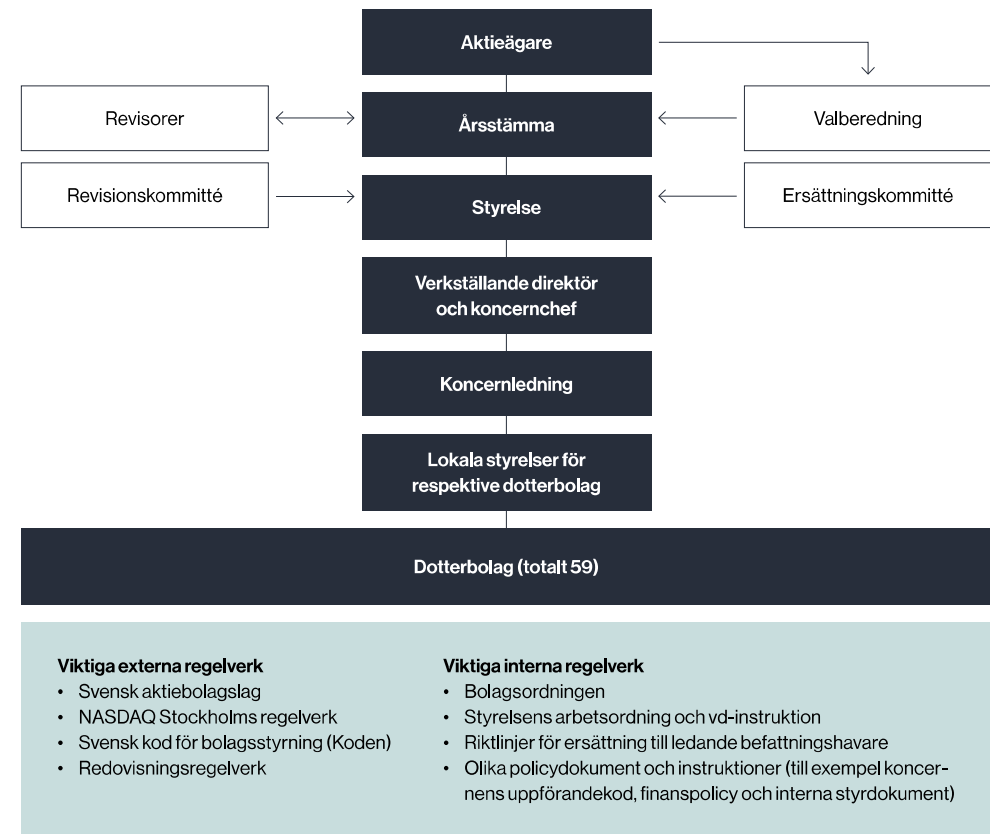 Aktieägare
Revisorer
Årsstämma
Valberedning
Revisionskommitté
Styrelse
Ersättningskommitté
Verkställande direktör
och koncernchef
Koncernledning
Lokala styrelser för
respektive dotterbolag
Dotterbolag (totalt 59)
Viktiga externa regelverk
• Svensk aktiebolagslag
• NASDAQ Stockholms regelverk
• Svensk kod för bolagsstyrning (Koden)
• Redovisningsregelverk
Viktiga interna regelverk
• Bolagsordningen
• Styrelsens arbetsordning och vd-instruktion
• Riktlinjer för ersättning till ledande befattningshavare
• Olika policydokument och instruktioner (till exempel koncer-
nens uppförandekod, finanspolicy och interna styrdokument)